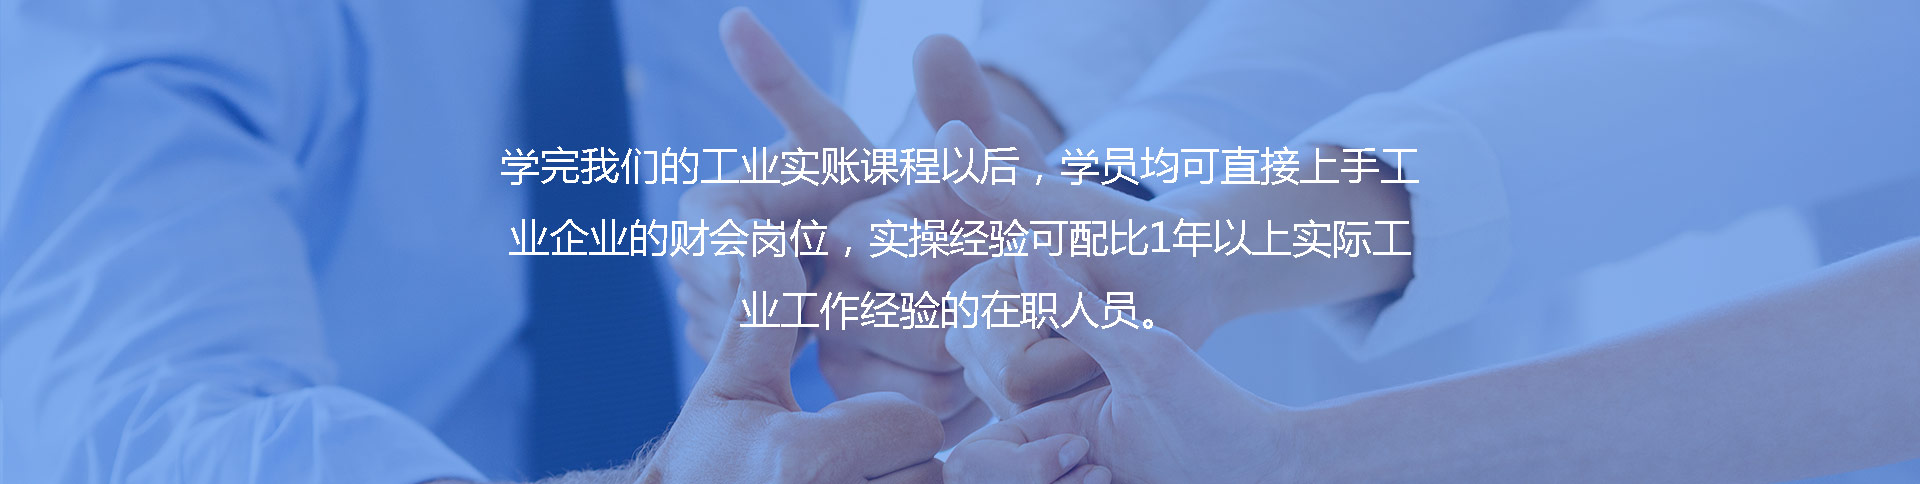 学完我们的工业实账课程以后，学员均可直接上手工
业企业的财会岗位，实操经验可配比1年以上实际工
业工作经验的在职人员。